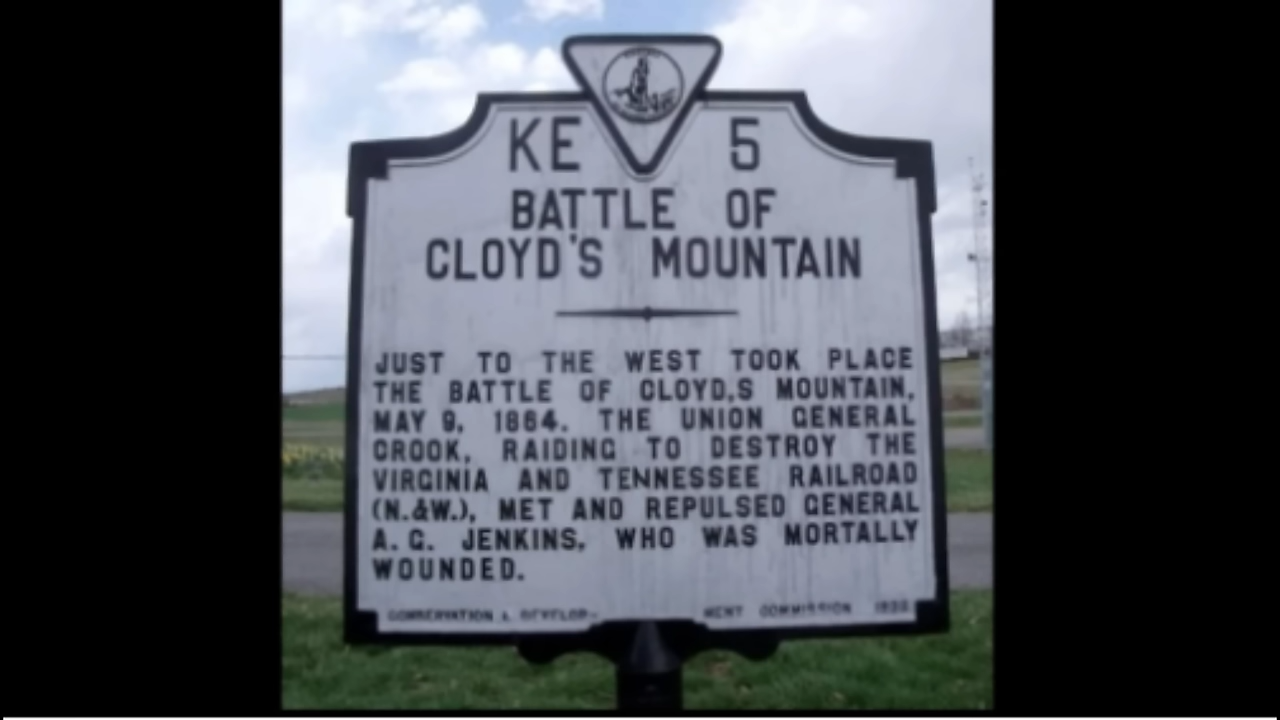 KE 5
BATTLE OF
CLOYD'S MOUNTAIN
JUST TO THE WEST TOOK PLACE
THE BATTLE OF CLOYD,S MOUNTAIN,
MAY 9, 1864. THE UNION GENERAL
CROOK, RAIDING TO DESTROY THE
VIRGINIA AND TENNESSEE RAILROAD
(N.&W.), MET AND REPULSED GENERAL
A. G. JENKINS, WHO WAS MORTALLY
WOUNDED.
CONSERVATION & DEVELOP- MENT COMMISSION